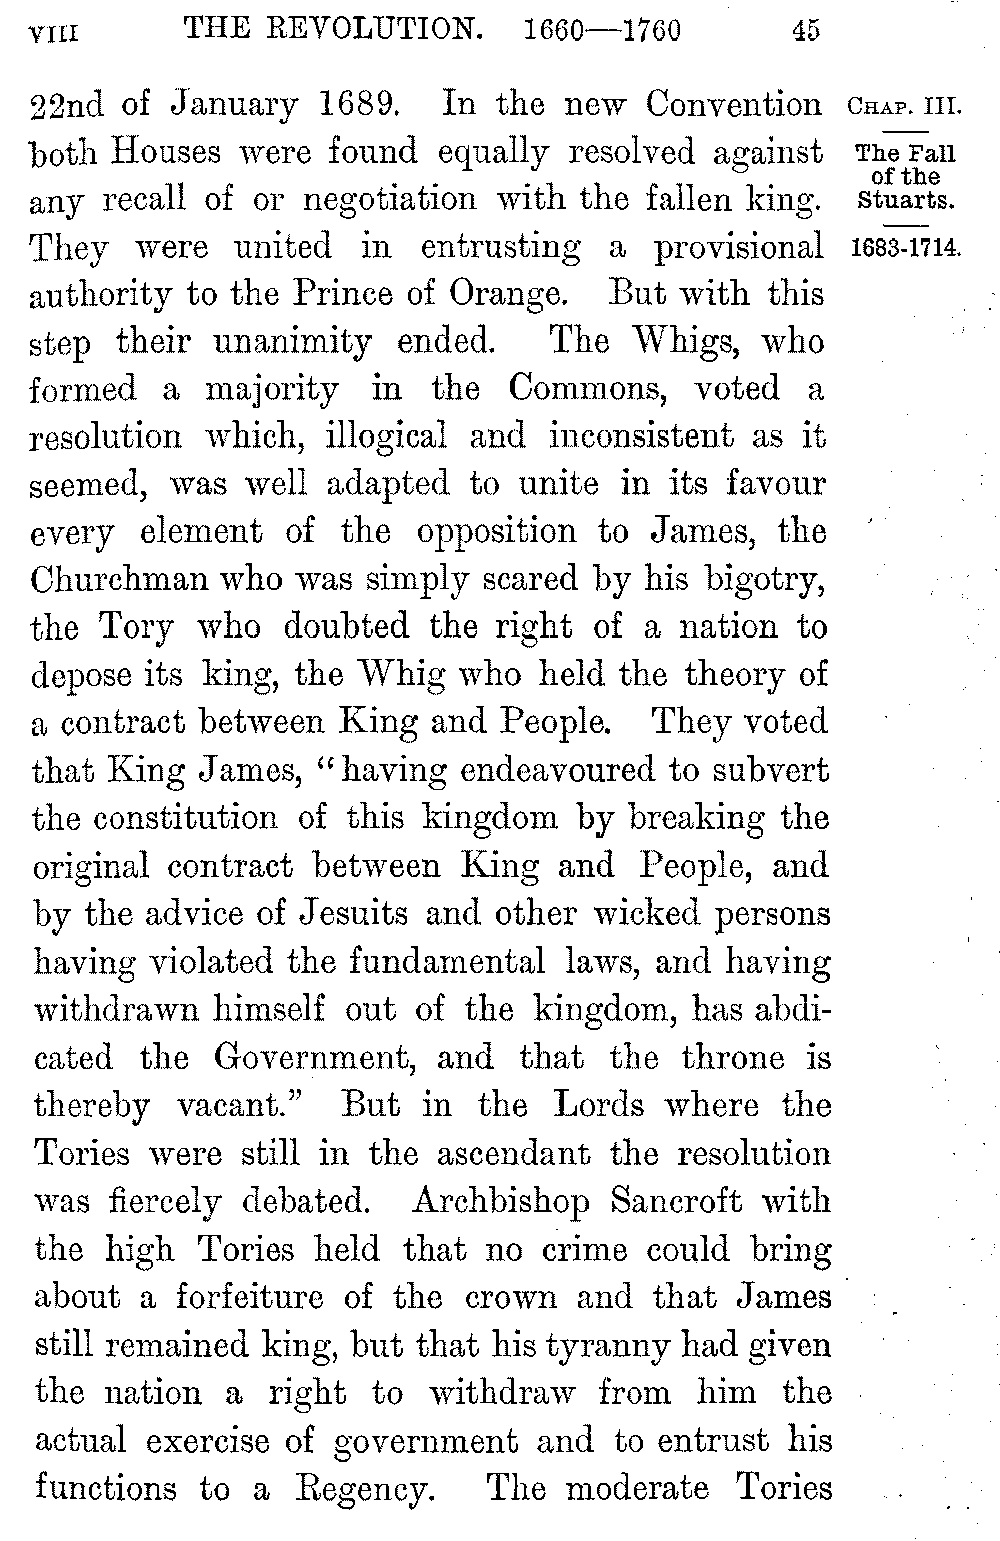 VIII THE REVOLUTION. 1660—1760 45
22nd of January 1689. In the new Convention
both Houses were found equally resolved against
any recall of or negotiation with the fallen king.
They were united in entrusting a provisional
authority to the Prince of Orange. But with this
step their unanimity ended. The Whigs, who
formed a majority in the Commons, voted a
resolution which, illogical and inconsistent as it
seemed, was well adapted to unite in its favour
every element of the opposition to James, the
Churchman who was simply scared by his bigotry,
the Tory who doubted the right of a nation to
depose its king, the Whig who held the theory of
a contract between King and People. They voted
that King James, “having endeavoured to subvert
the constitution of this kingdom by breaking the
original contract between King and People, and
by the advice of Jesuits and other wicked persons
having violated the fundamental laws, and having
withdrawn himself out of the kingdom, has abdi-
cated the Government, and that the throne is
thereby vacant.” But in the Lords where the
Tories were still in the ascendant the resolution
was fiercely debated. Archbishop Sancroft with
the high Tories held that no crime could bring
about a forfeiture of the crown and that James
still remained king, but that his tyranny had given
the nation a right to withdraw from him the
actual exercise of government and to entrust his
functions to a Regency. The moderate Tories
CHAP. III.
The Fall
of the
Stuarts.
1683-1714.